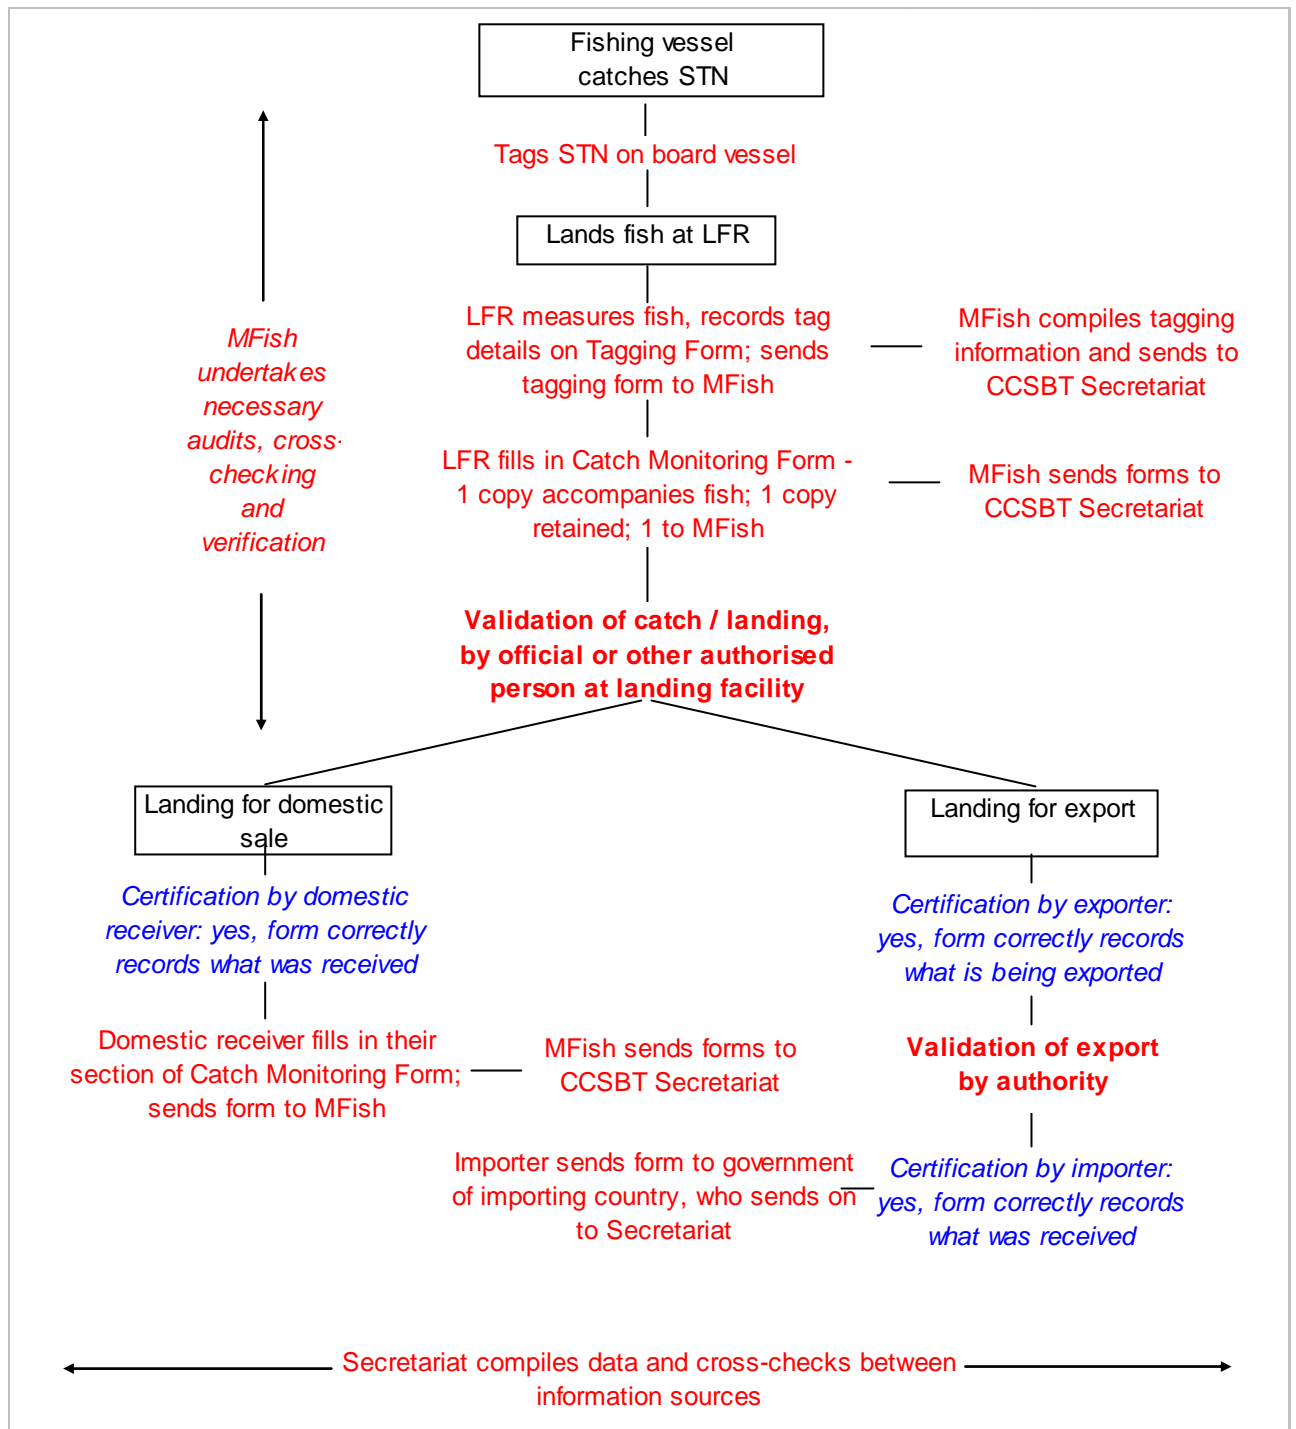 Fishing vessel
catches STN
Tags STN on board vessel
Lands fish at LFR
LFR measures fish, records tag
details on Tagging Form; sends
tagging form to MFish
MFish compiles tagging
information and sends to
CCSBT Secretariat
MFish
undertakes
necessary
audits, cross-
checking
and
verification
LFR fills in Catch Monitoring Form -
1 copy accompanies fish; 1 copy
retained; 1 to MFish
MFish sends forms to
CCSBT Secretariat
Validation of catch / landing,
by official or other authorised
person at landing facility
Landing for domestic
sale
Certification by domestic
receiver: yes, form correctly
records what was received
Domestic receiver fills in their
section of Catch Monitoring Form;
sends form to MFish
MFish sends forms to
CCSBT Secretariat
Landing for export
Certification by exporter:
yes, form correctly records
what is being exported
Validation of export
by authority
Certification by importer:
yes, form correctly records
what was received
Importer sends form to government
of importing country, who sends on
to Secretariat
Secretariat compiles data and cross-checks between
information sources